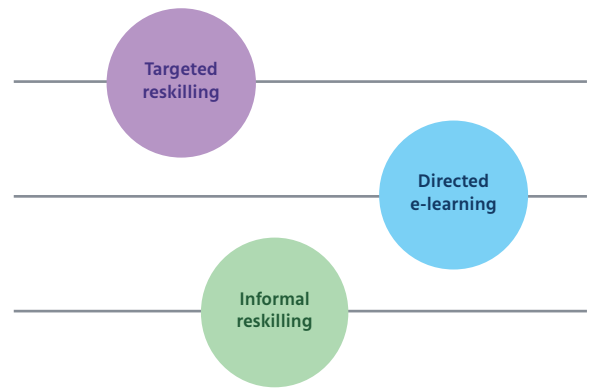 Targeted
reskilling
Directed
e-learning
Informal
reskilling